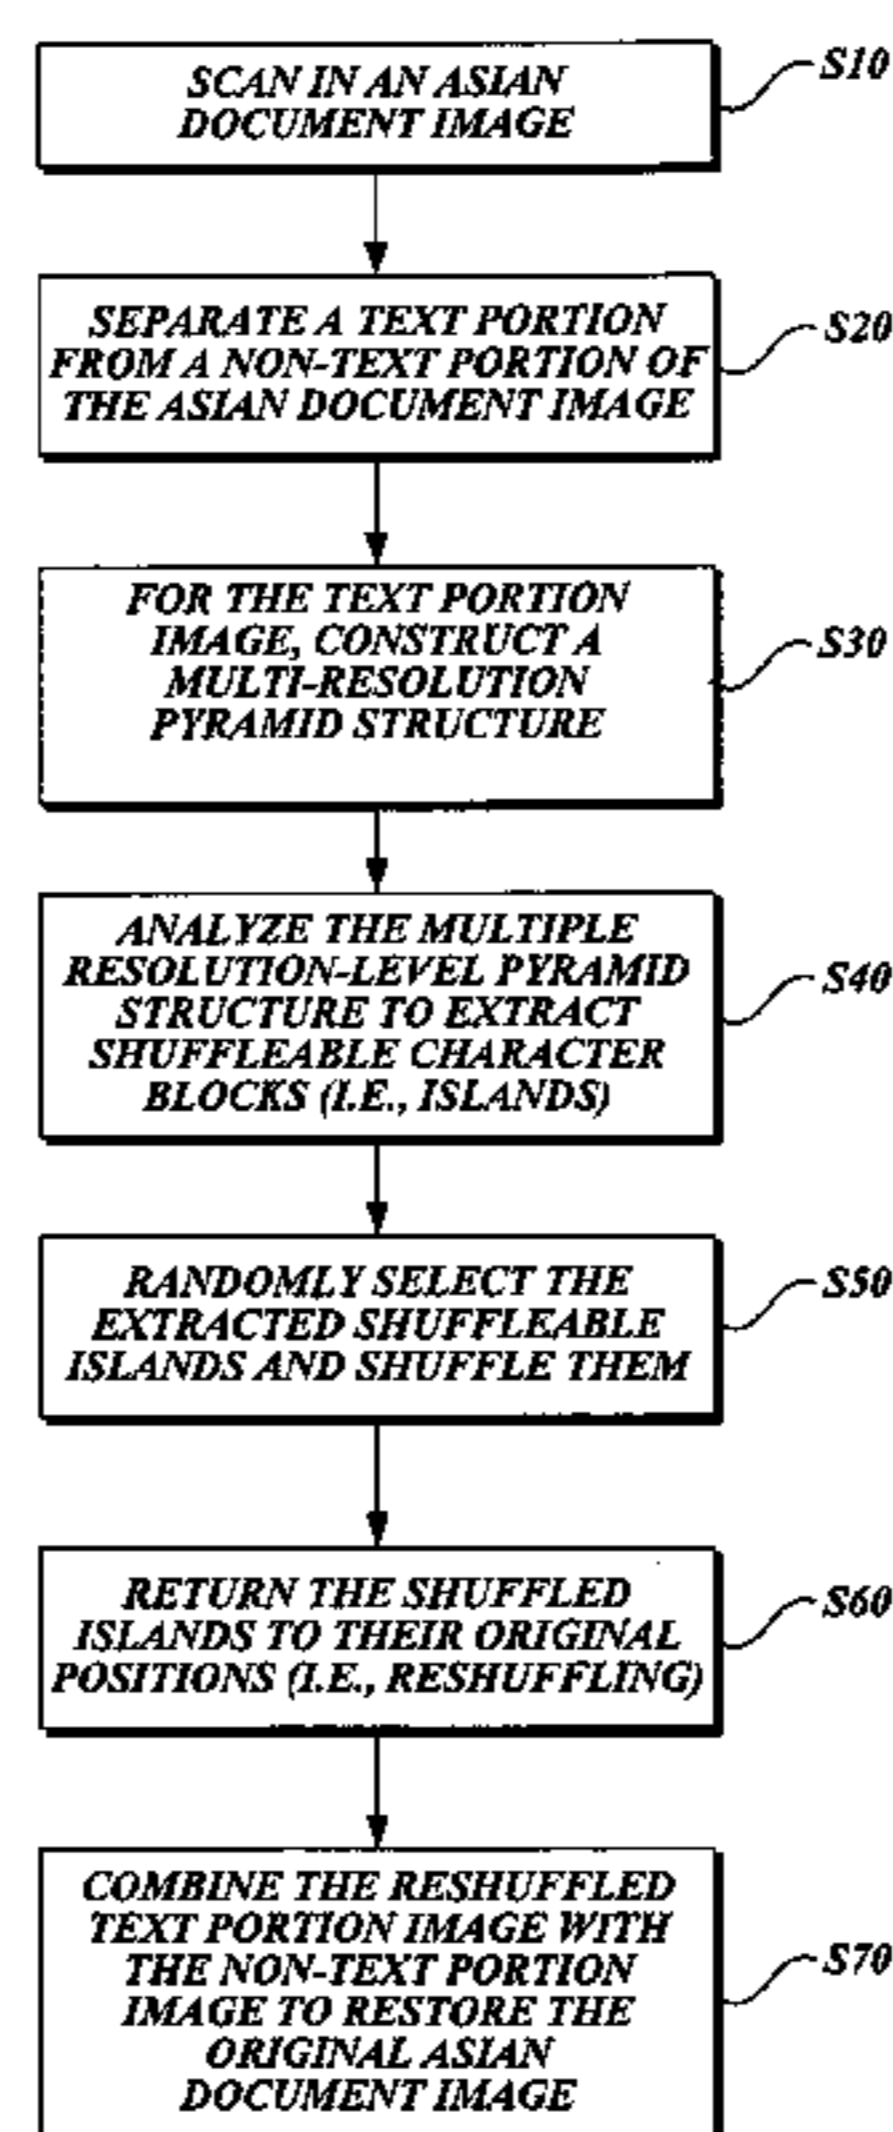 SCAN IN AN ASIAN
DOCUMENT IMAGE
S10
SEPARATE A TEXT PORTION
FROM A NON-TEXT PORTION OF
THE ASIAN DOCUMENT IMAGE
S20
FOR THE TEXT PORTION
IMAGE, CONSTRUCT A
MULTI-RESOLUTION
PYRAMID STRUCTURE
S30
ANALYZE THE MULTIPLE
RESOLUTION-LEVEL PYRAMID
STRUCTURE TO EXTRACT
SHUFFLEABLE CHARACTER
BLOCKS (I.E., ISLANDS)
S40
RANDOMLY SELECT THE
EXTRACTED SHUFFLEABLE
ISLANDS AND SHUFFLE THEM
S50
RETURN THE SHUFFLED
ISLANDS TO THEIR ORIGINAL
POSITIONS (I.E., RESHUFFLING)
S60
COMBINE THE RESHUFFLED
TEXT PORTION IMAGE WITH
THE NON-TEXT PORTION
IMAGE TO RESTORE THE
ORIGINAL ASIAN
DOCUMENT IMAGE
S70